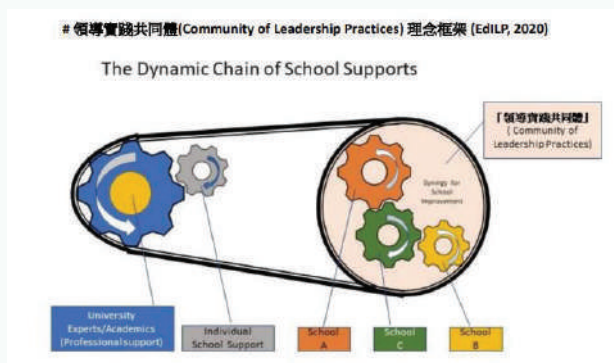 # 領導實踐共同體(Community of Leadership Practices) 理念框架 (EdILP, 2020)
The Dynamic Chain of School Supports
「領導實踐共同體」
( Community of
Leadership Practices)
Synergy for
School
Improvement
University
Experts/Academics
(Professional support)
Individual
School Support
School
A
School
C
School
B